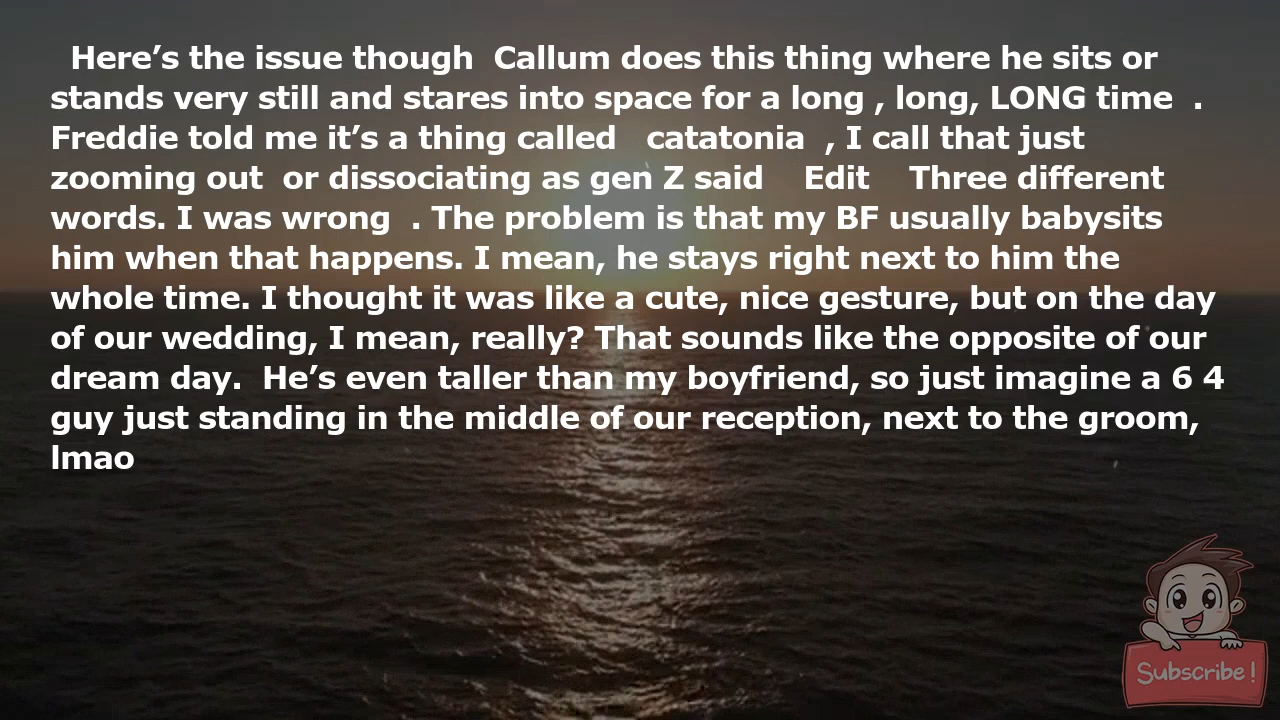 Here’s the issue though  Callum does this thing where he sits or
stands very still and stares into space for a long , long, LONG time  .
Freddie told me it’s a thing called   catatonia  , I call that just
zooming out  or dissociating as gen Z said    Edit    Three different
words. I was wrong  . The problem is that my BF usually babysits
him when that happens. I mean, he stays right next to him the
whole time. I thought it was like a cute, nice gesture, but on the day
of our wedding, I mean, really? That sounds like the opposite of our
dream day.  He’s even taller than my boyfriend, so just imagine a 6 4
guy just standing in the middle of our reception, next to the groom,
lmao
Subscribe!